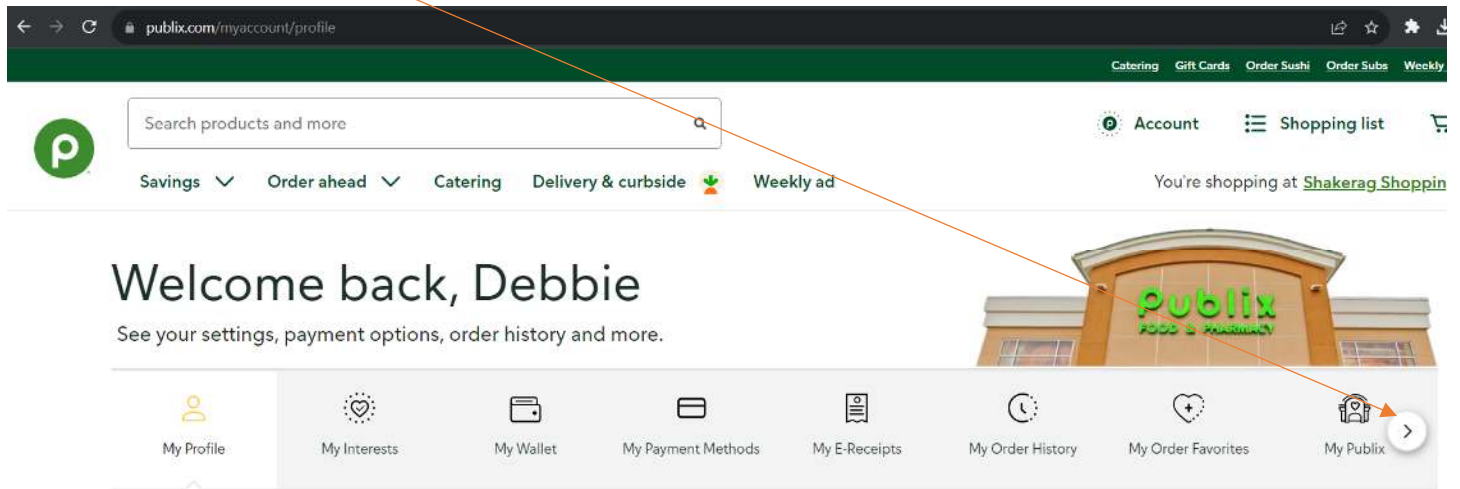 publix.com/myaccount/profile
Catering Gift Cards Order Sushi Order Subs Weekly
Search products and more
Account Shopping list
p
Savings Order ahead Catering Delivery & curbside Weekly ad
You're shopping at Shakerag Shoppin
Welcome back, Debbie
See your settings, payment options, order history and more.
Publix
FOOD & PHARMACY
My Profile My Interests My Wallet My Payment Methods My E-Receipts My Order History My Order Favorites My Publix